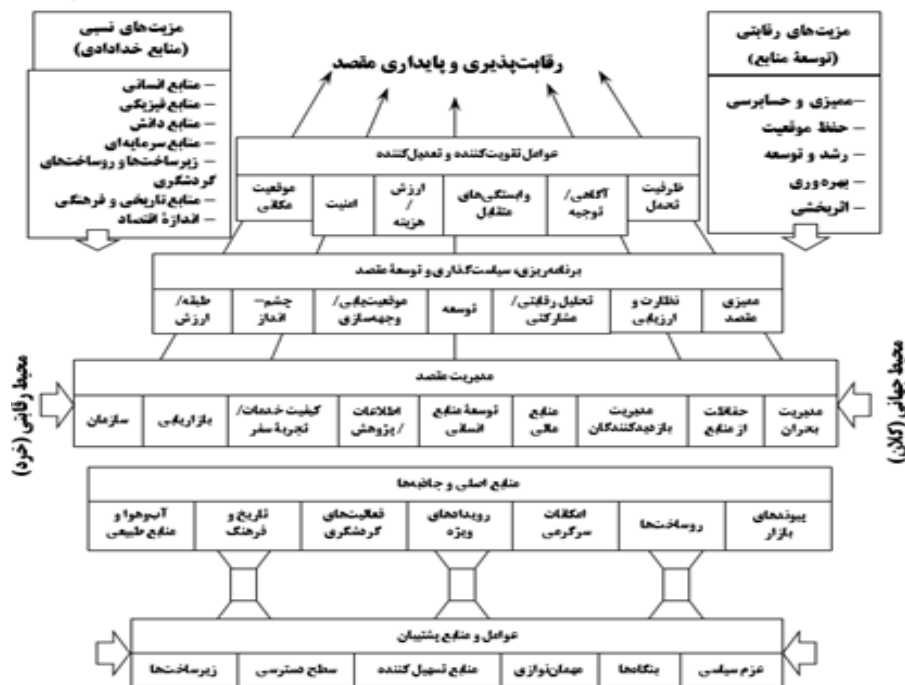 مزیت‌های رقابتی
(توسعهٔ منابع)
–ممیزی و حسابرسی
– حفظ موقعیت
– رشد و توسعه
– بهره‌وری
– اثربخشی
مزیت‌های نسبی
(منابع خدادادی)
– منابع انسانی
– منابع فیزیکی
– منابع دانش
– منابع سرمایه‌ای
– زیرساخت‌ها و روساخت‌های
گردشگری
– منابع تاریخی و فرهنگی
– اندازهٔ اقتصاد
رقابت‌پذیری و پایداری مقصد
عوامل تقویت‌کننده و تعدیل‌کننده
ظرفیت
تحمل
آگاهی/
توجیه
وابستگی‌های
متقابل
ارزش
/
هزینه
امنیت
موقعیت
مکانی
برنامه‌ریزی، سیاست‌گذاری و توسعهٔ مقصد
ممیزی
مقصد
نظارت و
ارزیابی
تحلیل رقابتی/
مشارکتی
توسعه
موقعیت‌یابی/
وجهه‌سازی
چشم–
انداز
طبقه/
ارزش
محیط جهانی (کلان)
محیط رقابتی (خرد)
مدیریت مقصد
مدیریت
بحران
حفاظت
از منابع
مدیریت
بازدیدکنندگان
منابع
مالی
توسعهٔ منابع
انسانی
اطلاعات
/ پژوهش
کیفیت خدمات/
تجربهٔ سفر
بازاریابی
سازمان
منابع اصلی و جاذبه‌ها
پیوندهای
بازار
روساخت‌ها
امکانات
سرگرمی
رویدادهای
ویژه
فعالیت‌های
گردشگری
تاریخ و
فرهنگ
آب‌وهوا و
منابع طبیعی
عوامل و منابع پشتیبان
عزم سیاسی
بنگاه‌ها
مهمان‌نوازی
منابع تسهیل کننده
سطح دسترسی
زیرساخت‌ها